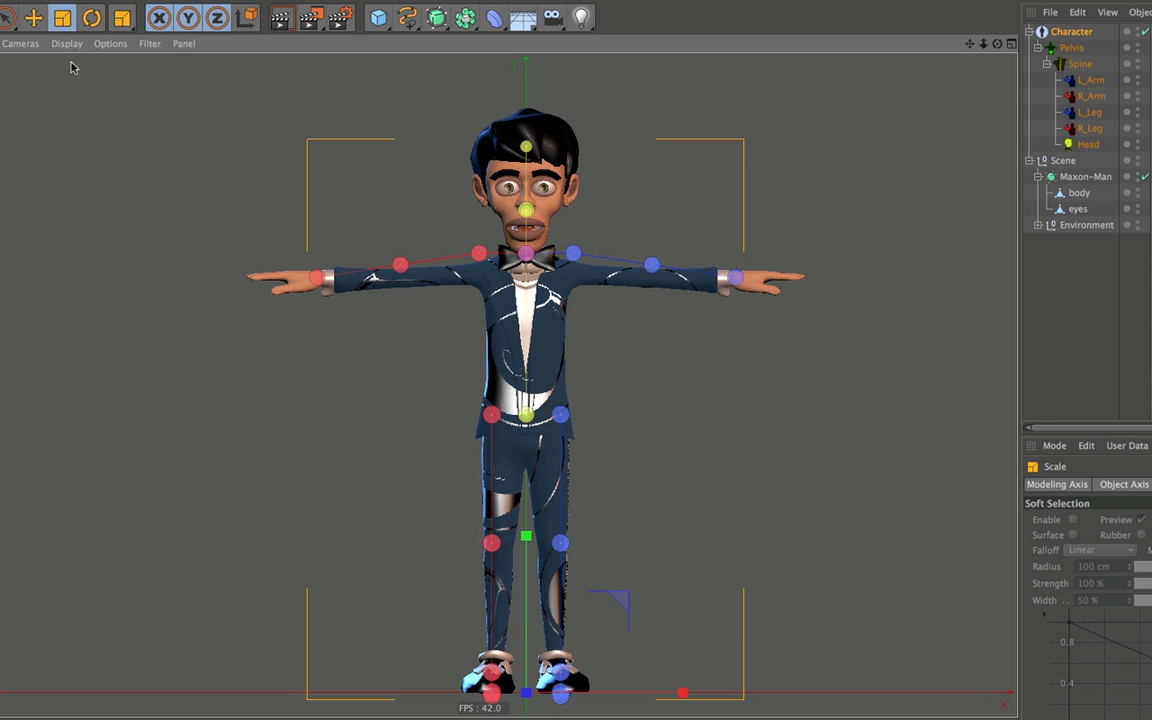 X Y Z
File Edit View Objec
Cameras Display Options Filter Panel
Character
Pelvis
Spine
L_Arm
R_Arm
L_Leg
R_Leg
Head
Scene
Maxon-Man
body
eyes
Environment
Y
X
FPS : 42.0
Mode Edit User Data
Scale
Modeling Axis Object Axis
Soft Selection
Enable Preview
Surface Rubber
Falloff Linear M
Radius 100 cm
Strength 100 %
Width . . 50 %
0.8
0.4